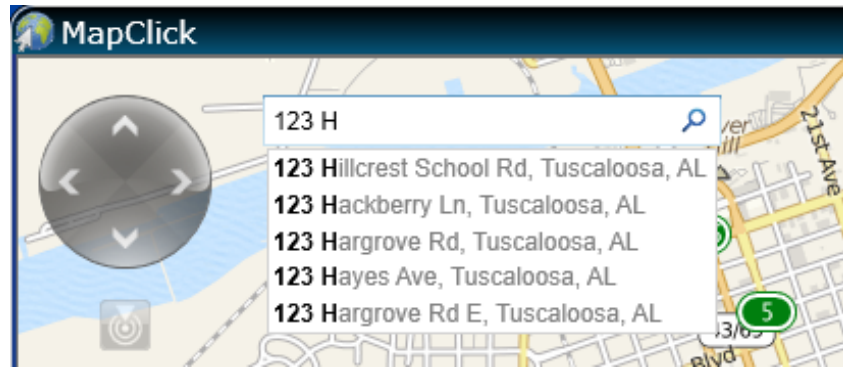 MapClick
123 H
123 Hillcrest School Rd, Tuscaloosa, AL
123 Hackberry Ln, Tuscaloosa, AL
123 Hargrove Rd, Tuscaloosa, AL
123 Hayes Ave, Tuscaloosa, AL
123 Hargrove Rd E, Tuscaloosa, AL
21st Ave
5
Blvd